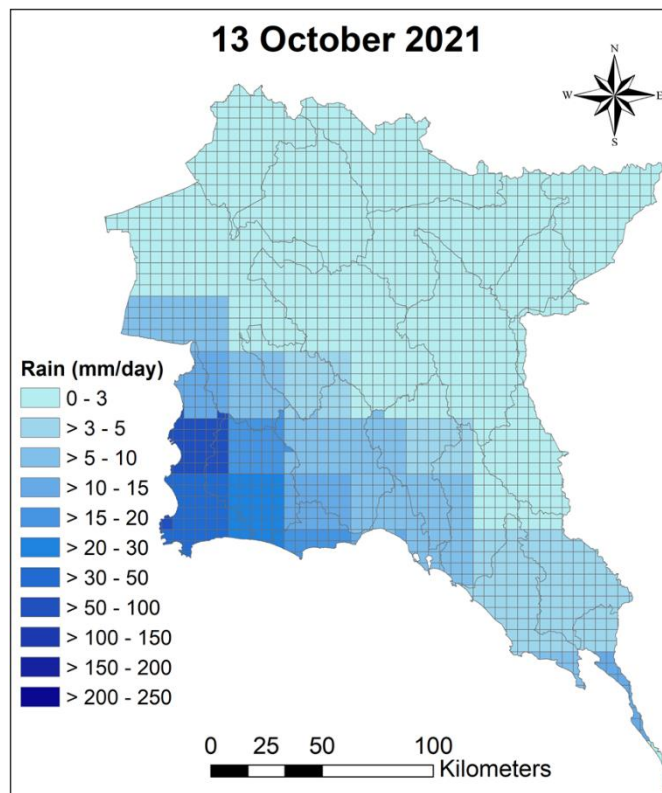 13 October 2021
N
W E
S
Rain (mm/day)
0 - 3
> 3 - 5
> 5 - 10
> 10 - 15
> 15 - 20
> 20 - 30
> 30 - 50
> 50 - 100
> 100 - 150
> 150 - 200
> 200 - 250
0 25 50 100
Kilometers